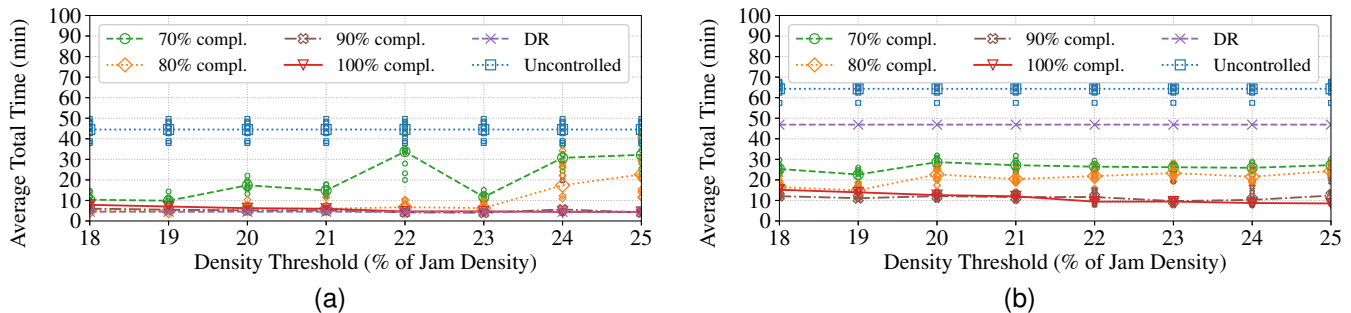 100
90
80
70
60
50
40
30
20
10
0
Average Total Time (min)
70% compl.
90% compl.
DR
80% compl.
100% compl.
Uncontrolled
18
19
20
21
22
23
24
25
Density Threshold (% of Jam Density)
(a)
100
90
80
70
60
50
40
30
20
10
0
Average Total Time (min)
70% compl.
90% compl.
DR
80% compl.
100% compl.
Uncontrolled
18
19
20
21
22
23
24
25
Density Threshold (% of Jam Density)
(b)